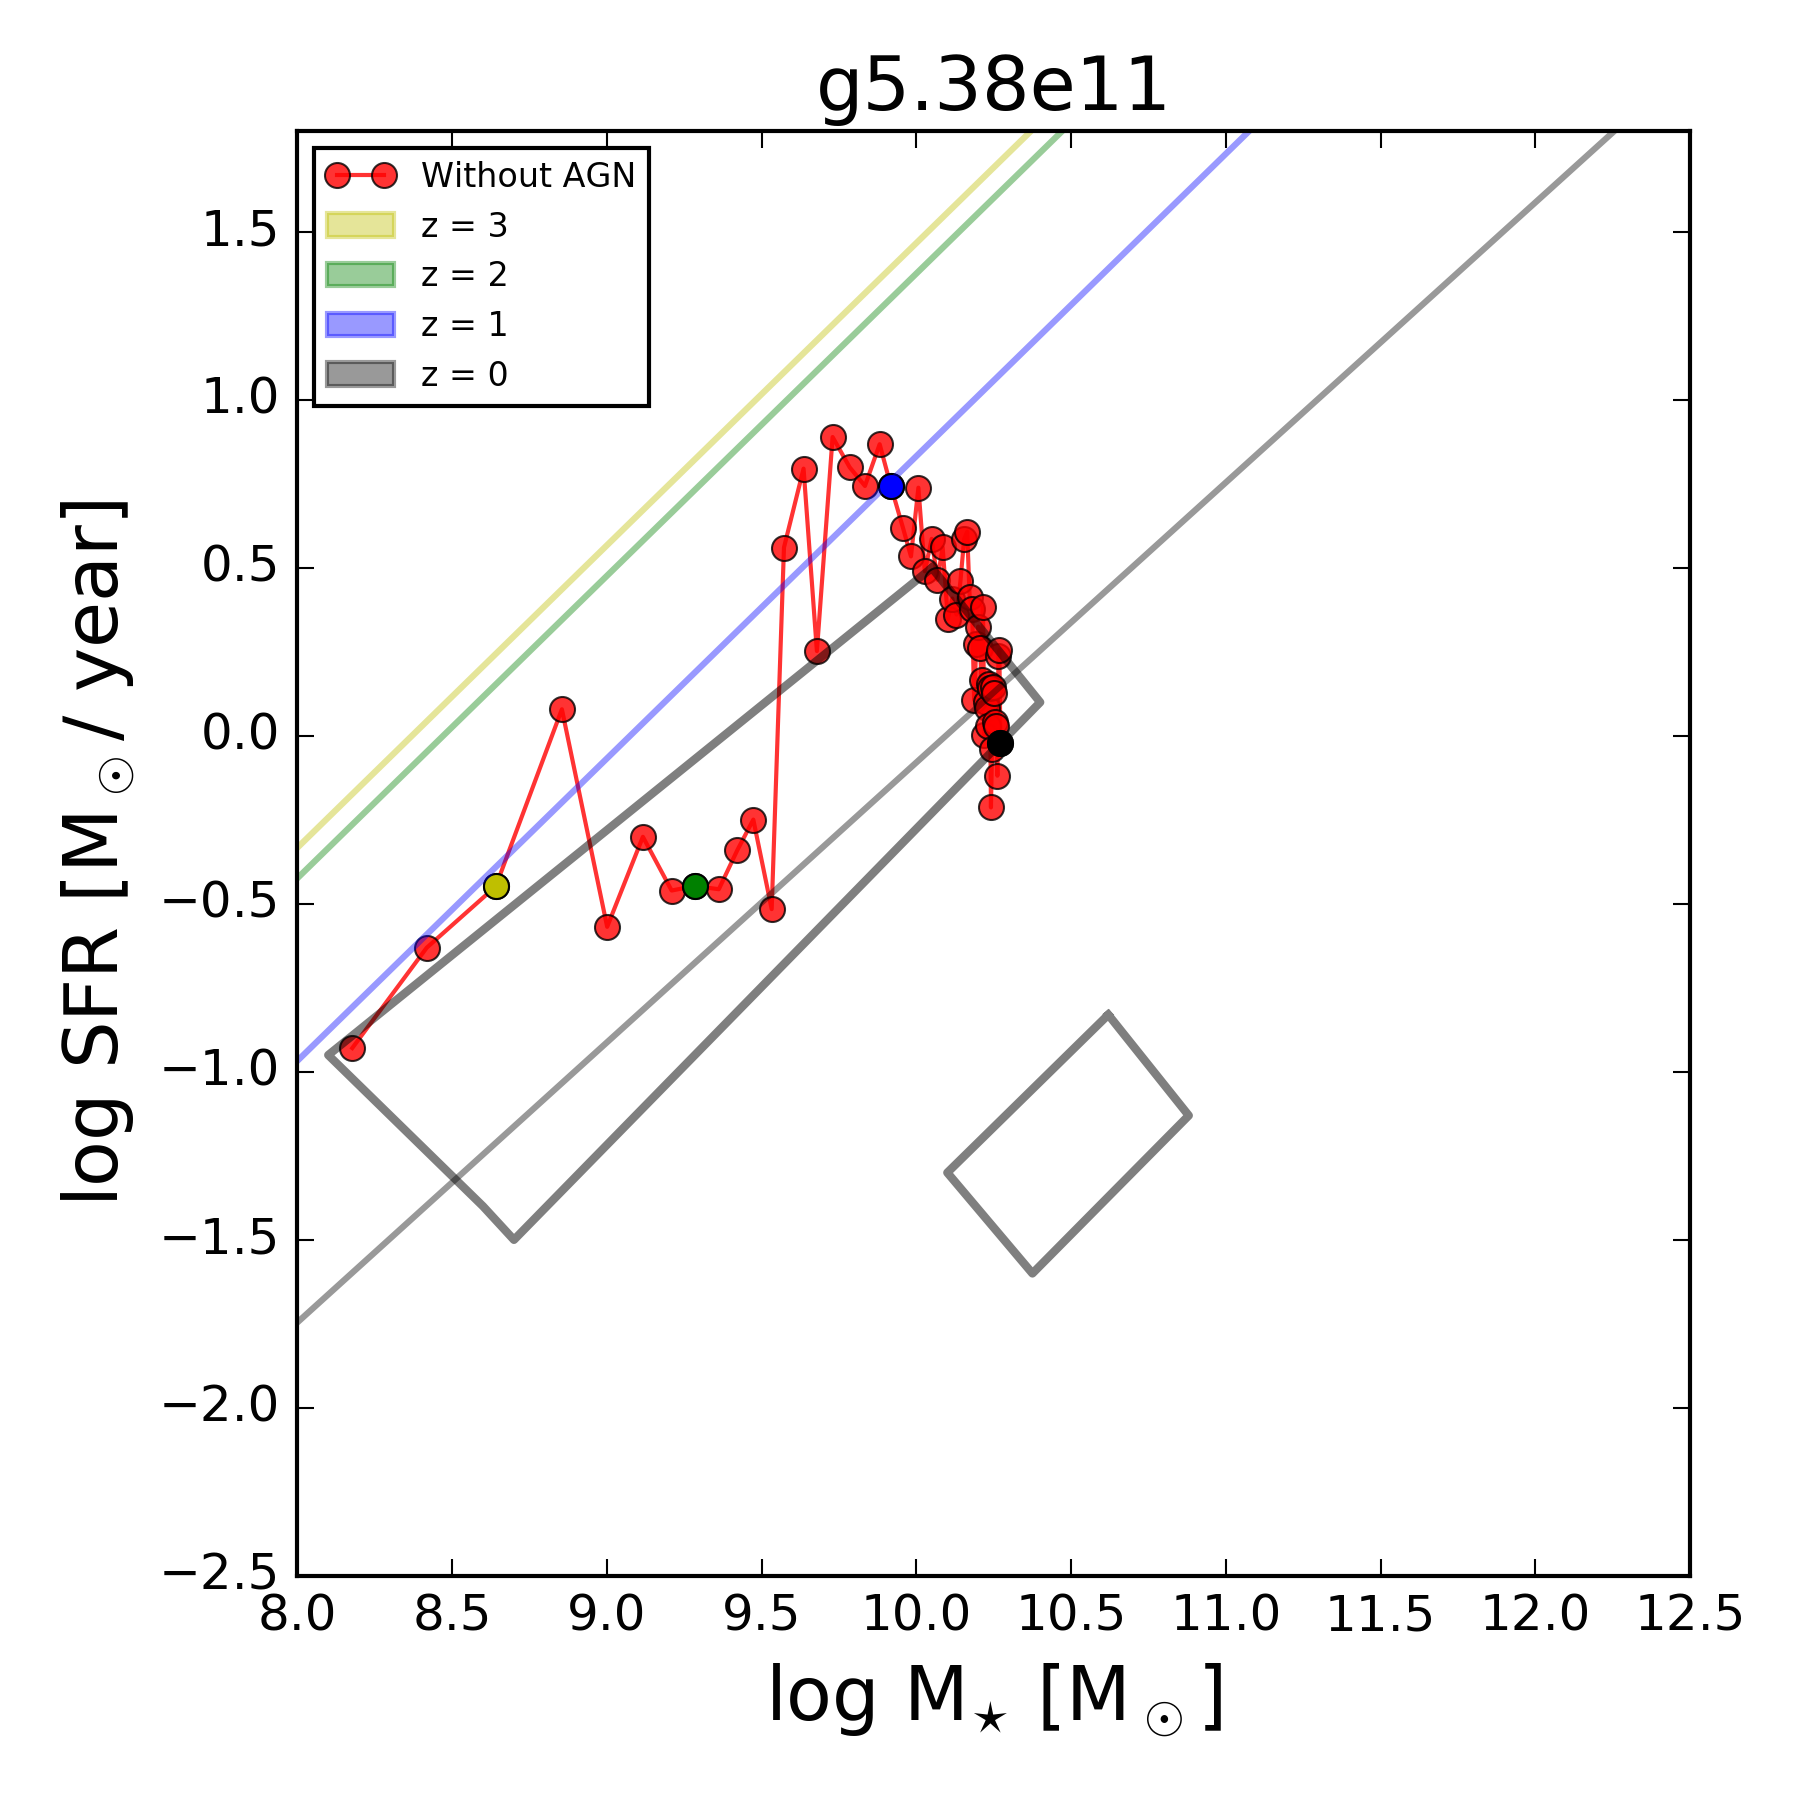 g5.38e11
Without AGN
z = 3
z = 2
z = 1
z = 0
1.5
1.0
0.5
0.0
−0.5
−1.0
−1.5
−2.0
−2.5
log SFR [M☉/ year]
8.0 8.5 9.0 9.5 10.0 10.5 11.0 11.5 12.0 12.5
log M★ [M☉]